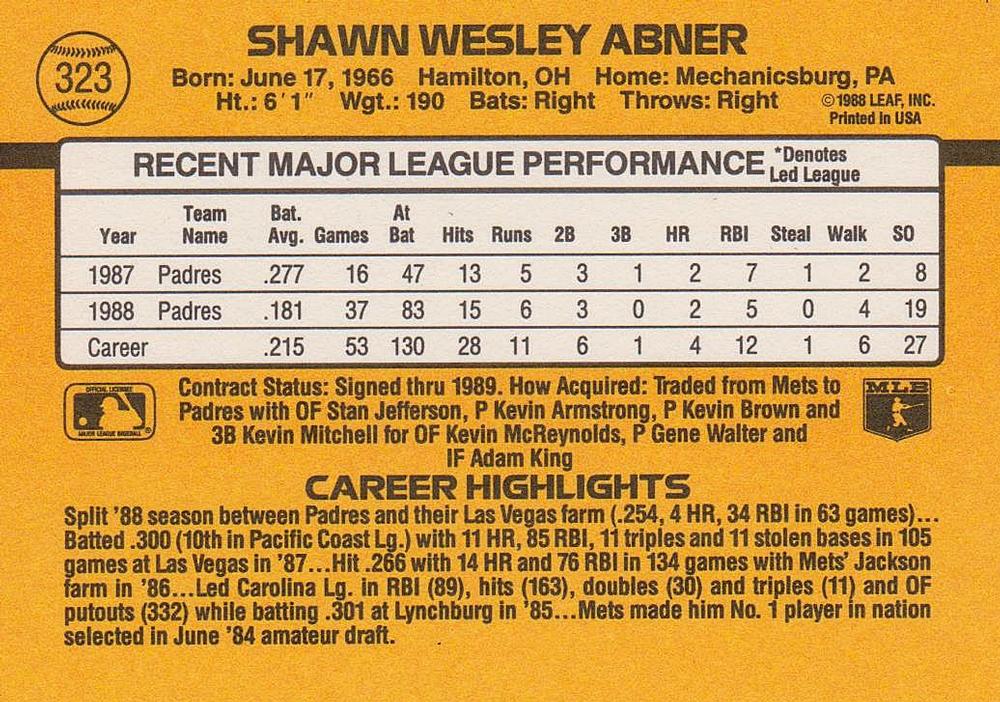 SHAWN WESLEY ABNER
323
Born: June 17, 1966 Hamilton, OH Home: Mechanicsburg, PA
Ht.: 6'1" Wgt.: 190 Bats: Right Throws: Right
©1988 LEAF, INC.
Printed in USA
RECENT MAJOR LEAGUE PERFORMANCE *Denotes
Led League
Year Team Name Bat. Avg. Games At Bat Hits Runs 2B 3B HR RBI Steal Walk SO
1987 Padres .277 16 47 13 5 3 1 2 7 1 2 8
1988 Padres .181 37 83 15 6 3 0 2 5 0 4 19
Career .215 53 130 28 11 6 1 4 12 1 6 27
OFFICIAL LICENSEE
MAJOR LEAGUE BASEBALL
Contract Status: Signed thru 1989. How Acquired: Traded from Mets to
Padres with OF Stan Jefferson, P Kevin Armstrong, P Kevin Brown and
3B Kevin Mitchell for OF Kevin McReynolds, P Gene Walter and
IF Adam King
MLB
CAREER HIGHLIGHTS
Split '88 season between Padres and their Las Vegas farm (.254, 4 HR, 34 RBI in 63 games)...
Batted .300 (10th in Pacific Coast Lg.) with 11 HR, 85 RBI, 11 triples and 11 stolen bases in 105
games at Las Vegas in '87...Hit .266 with 14 HR and 76 RBI in 134 games with Mets' Jackson
farm in '86...Led Carolina Lg. in RBI (89), hits (163), doubles (30) and triples (11) and OF
putouts (332) while batting .301 at Lynchburg in '85...Mets made him No. 1 player in nation
selected in June '84 amateur draft.